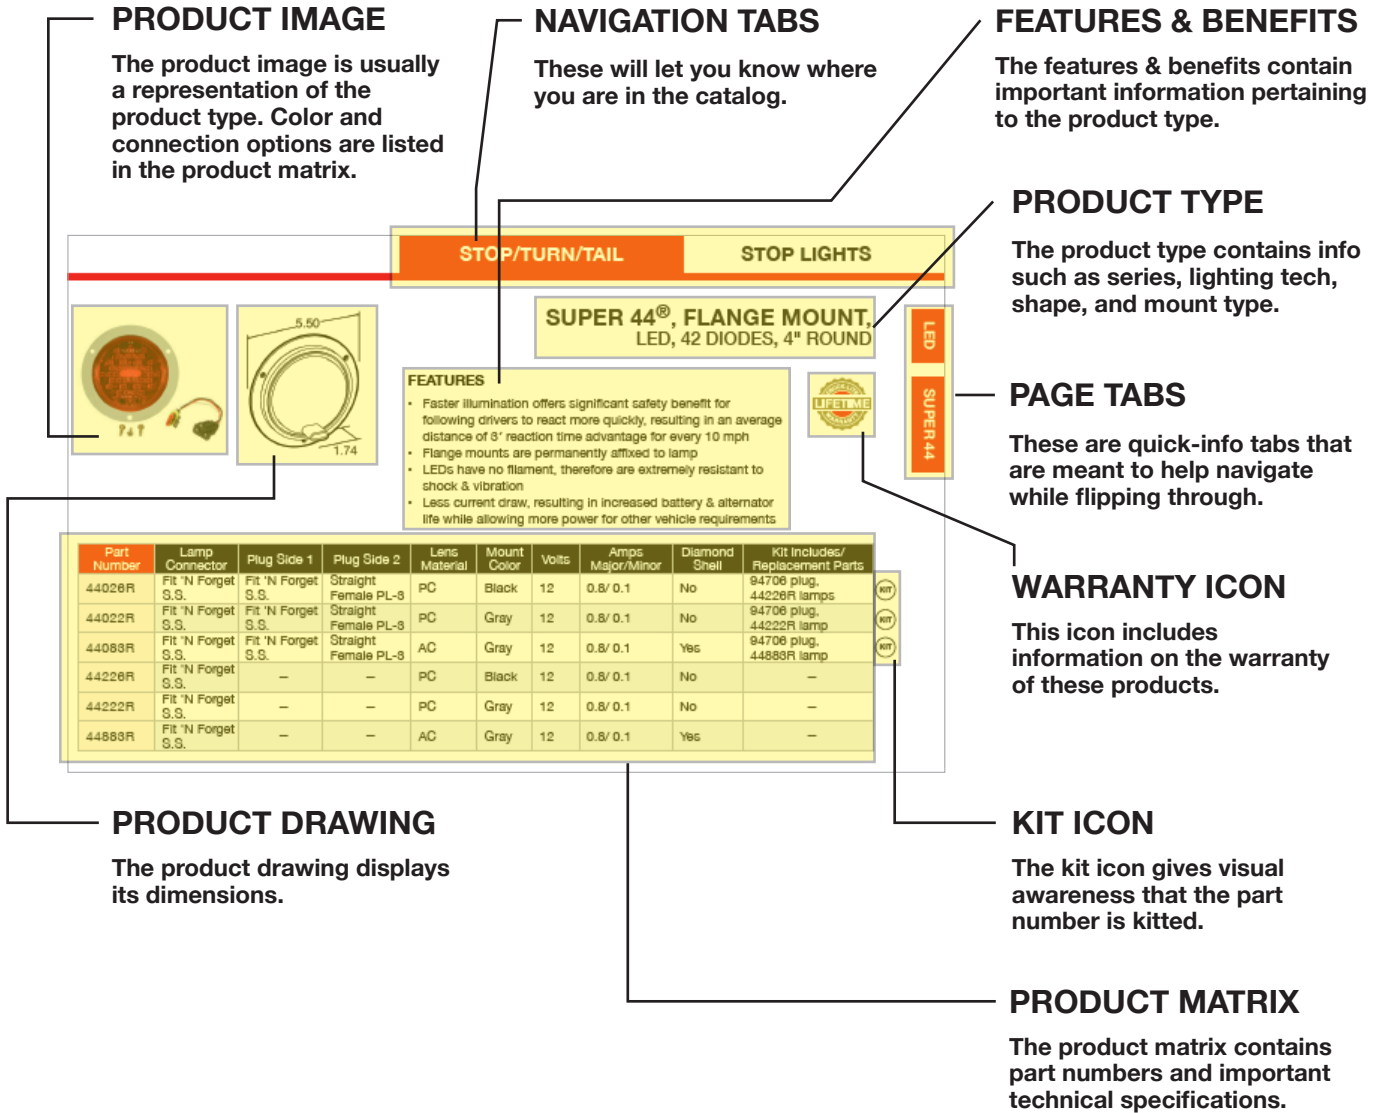 PRODUCT IMAGE
The product image is usually
a representation of the
product type. Color and
connection options are listed
in the product matrix.
NAVIGATION TABS
These will let you know where
you are in the catalog.
FEATURES & BENEFITS
The features & benefits contain
important information pertaining
to the product type.
PRODUCT TYPE
The product type contains info
such as series, lighting tech,
shape, and mount type.
STOP/TURN/TAIL
STOP LIGHTS
5.50
1.74
SUPER 44®, FLANGE MOUNT,
LED, 42 DIODES, 4" ROUND
LED
SUPER 44
FEATURES
• Faster illumination offers significant safety benefit for
following drivers to react more quickly, resulting in an average
distance of 6' reaction time advantage for every 10 mph
• Flange mounts are permanently affixed to lamp
• LEDs have no filament, therefore are extremely resistant to
shock & vibration
• Less current draw, resulting in increased battery & alternator
life while allowing more power for other vehicle requirements
LIFETIME
PAGE TABS
These are quick-info tabs that
are meant to help navigate
while flipping through.
Part Number Lamp Connector Plug Side 1 Plug Side 2 Lens Material Mount Color Volts Amps Major/Minor Diamond Shell Kit Includes/ Replacement Parts
44026R Fit 'N Forget S.S. Fit 'N Forget S.S. Straight Female PL-3 PC Black 12 0.8/ 0.1 No 94706 plug, 44226R lamps KIT
44022R Fit 'N Forget S.S. Fit 'N Forget S.S. Straight Female PL-3 PC Gray 12 0.8/ 0.1 No 94706 plug, 44222R lamp KIT
44083R Fit 'N Forget S.S. Fit 'N Forget S.S. Straight Female PL-3 AC Gray 12 0.8/ 0.1 Yes 94706 plug, 44883R lamp KIT
44226R Fit 'N Forget S.S. – – PC Black 12 0.8/ 0.1 No –
44222R Fit 'N Forget S.S. – – PC Gray 12 0.8/ 0.1 No –
44883R Fit 'N Forget S.S. – – AC Gray 12 0.8/ 0.1 Yes –
WARRANTY ICON
This icon includes
information on the warranty
of these products.
PRODUCT DRAWING
The product drawing displays
its dimensions.
KIT ICON
The kit icon gives visual
awareness that the part
number is kitted.
PRODUCT MATRIX
The product matrix contains
part numbers and important
technical specifications.